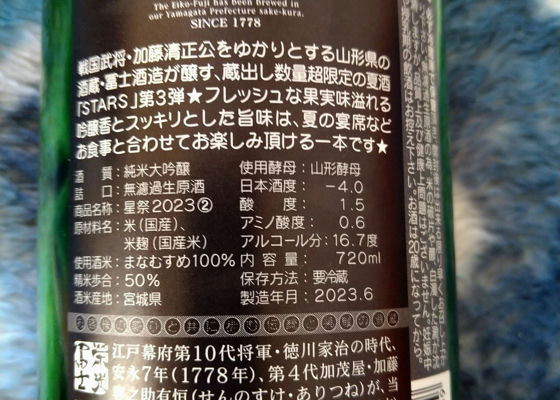 The Eiko-Fuji has been brewed in
our Yamagata Prefecture sake-kura.
SINCE 1778
戦国武将・加藤清正公をゆかりとする山形県の
酒蔵・冨士酒造が醸す、蔵出し数量超限定の夏酒
「STARS」第3弾★フレッシュな果実味溢れる
吟醸香とスッキリとした旨味は、夏の宴席など
お食事と合わせてお楽しみ頂ける一本です★
酒質：純米大吟醸
詰口：無濾過生原酒
商品名称：星祭2023②
原材料名：米(国産)、
米麹(国産米)
使用酒米：まなむすめ100%
精米歩合：50%
酒米産地：宮城県
使用酵母：山形酵母
日本酒度：-4.0
酸度：1.5
アミノ酸度：0.6
アルコール分：16.7度
内容量：720ml
保存方法：要冷蔵
製造年月：2023.6
江戸幕府第10代将軍・徳川家治の時代、
安永7年(1778年)、第4代加茂屋・加藤
有恒(せんのすけ・ありつね)が、当